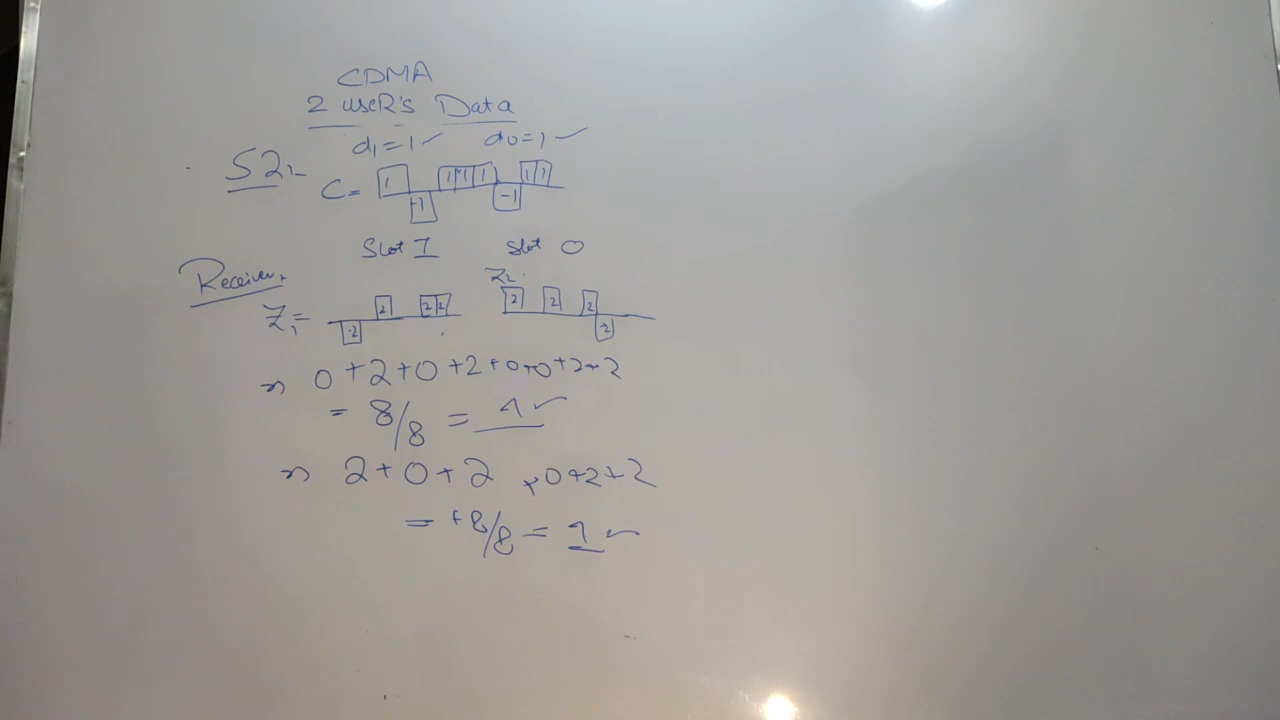 CDMA
2 useR's Data
d1=1 ✓ d0=1 ✓
S2:-
C= 1 -1 1 1 1 -1 1 1
Slot I Slot 0
Receiver,
Z2.
Z1= -2 2 2 2 2 2 2 -2
⇒ 0+2+0+2+0+0+2+2
= 8/8 = 1 ✓
⇒ 2+0+2+0+2+2
= +8/8 = 1 ✓